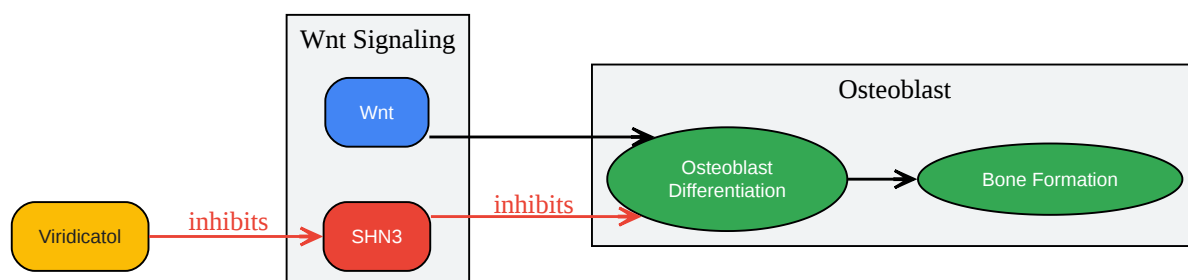 Wnt Signaling
Osteoblast
Wnt
Osteoblast
Differentiation
Bone Formation
Viridicatol
inhibits
SHN3
inhibits